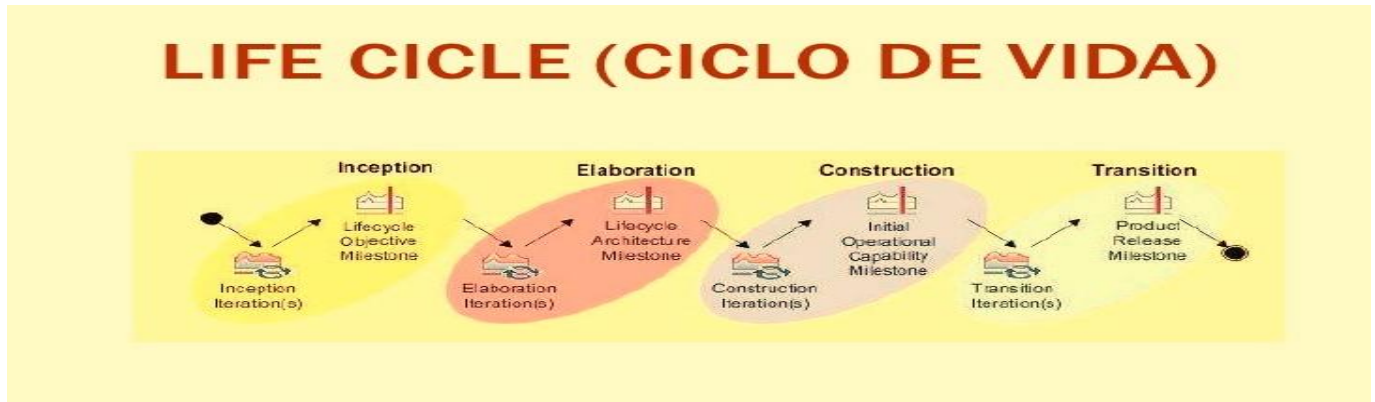 LIFE CICLE (CICLO DE VIDA)
Inception
Elaboration
Construction
Transition
Lifecycle
Objective
Milestone
Lifecycle
Architecture
Milestone
Initial
Operational
Capability
Milestone
Product
Release
Milestone
Inception
Iteration(s)
Elaboration
Iteration(s)
Construction
Iteration(s)
Transition
Iteration(s)